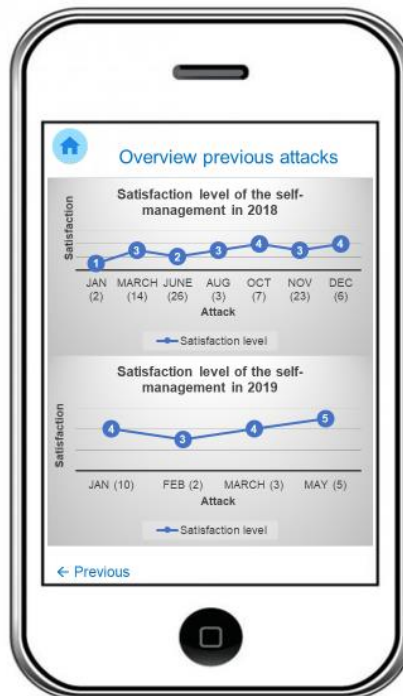 Overview previous attacks
Satisfaction level of the self-
management in 2018
Satisfaction
1 3 2 3 4 3 4
JAN MARCH JUNE AUG OCT NOV DEC
(2) (14) (26) (3) (7) (23) (6)
Attack
Satisfaction level
Satisfaction level of the self-
management in 2019
Satisfaction
4 3 4 5
JAN (10) FEB (2) MARCH (3) MAY (5)
Attack
Satisfaction level
← Previous